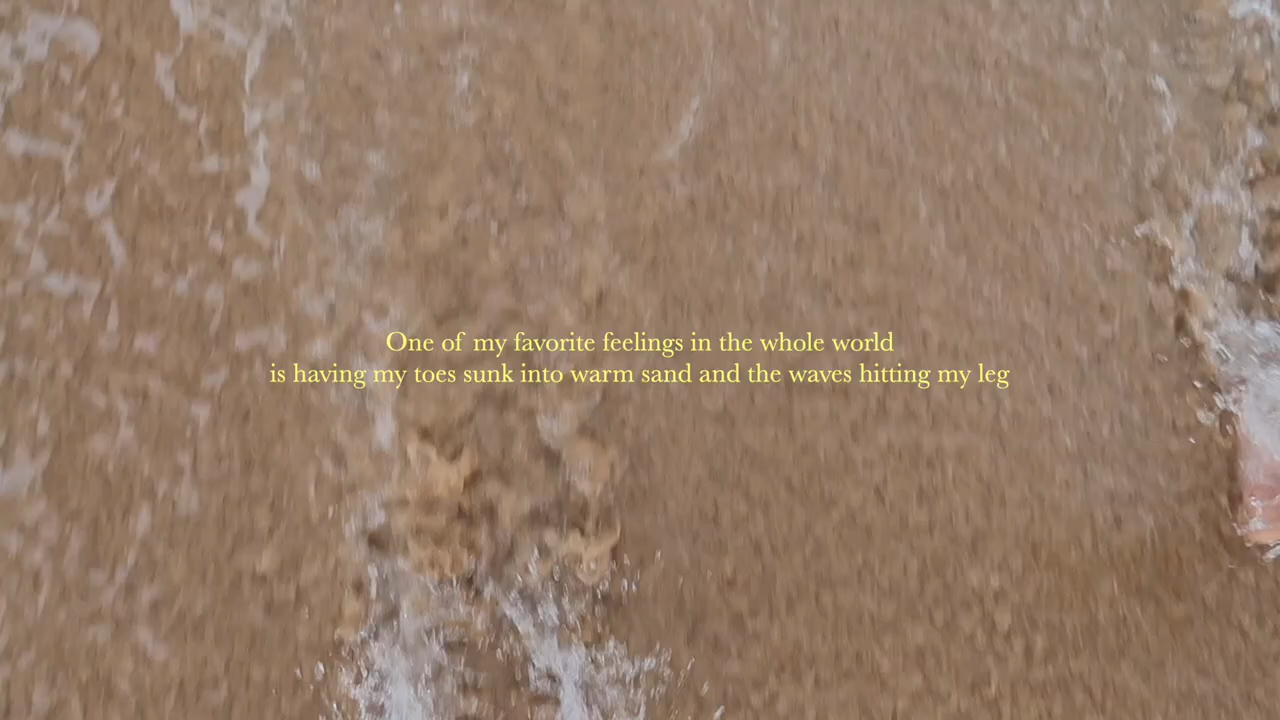 One of my favorite feelings in the whole world
is having my toes sunk into warm sand and the waves hitting my leg